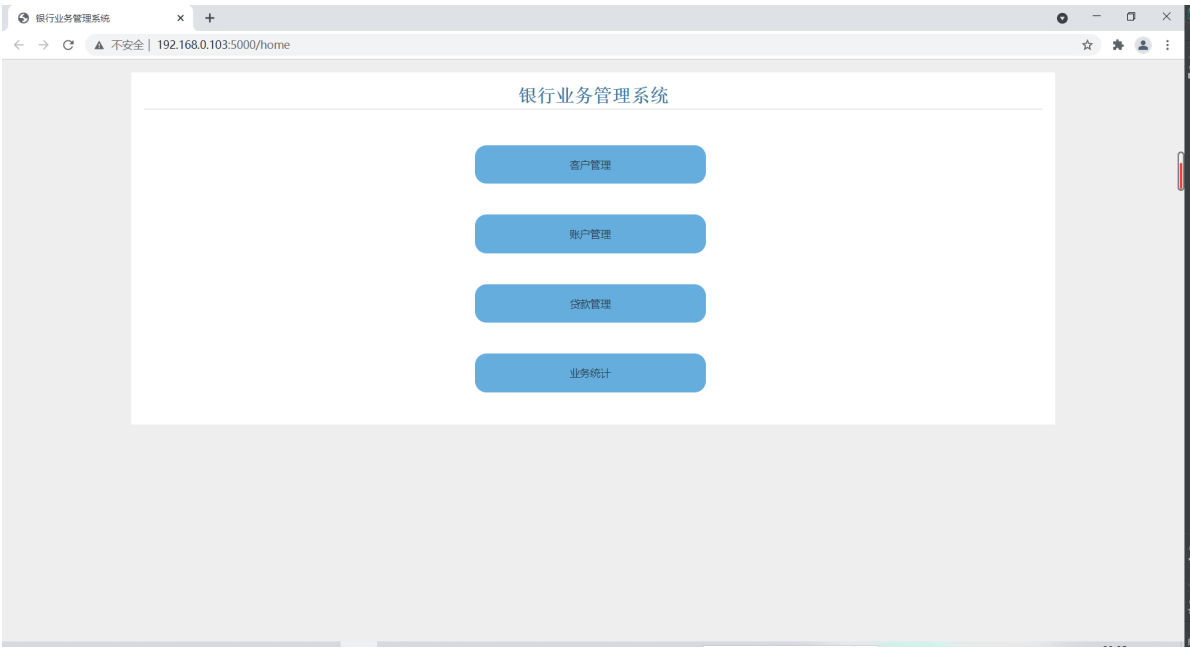 银行业务管理系统
不安全 | 192.168.0.103:5000/home
银行业务管理系统
客户管理
账户管理
贷款管理
业务统计